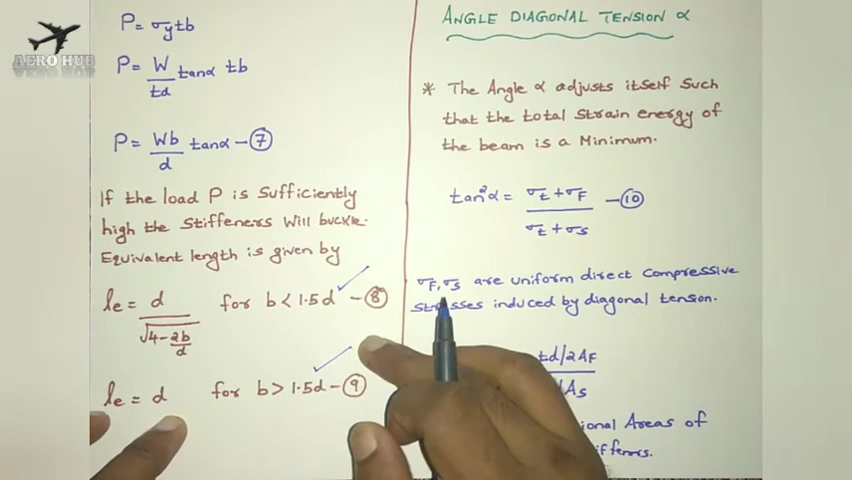 AERO HUB
P = σy tb
P = W/td tanα tb
P = Wb/d tanα - ⑦
If the load P is Sufficiently
high the Stiffeners Will buckle.
Equivalent length is given by
le = d/√(4-2b/d) for b < 1.5d - ⑧
le = d for b > 1.5d - ⑨
ANGLE DIAGONAL TENSION α
* The Angle α adjusts itself Such
that the total Strain energy of
the beam is a Minimum.
tan²α = (σt + σF)/(σt + σs) - ⑩
σF, σs are uniform direct Compressive
Stresses induced by diagonal tension.
td/2AF
As
Areas of